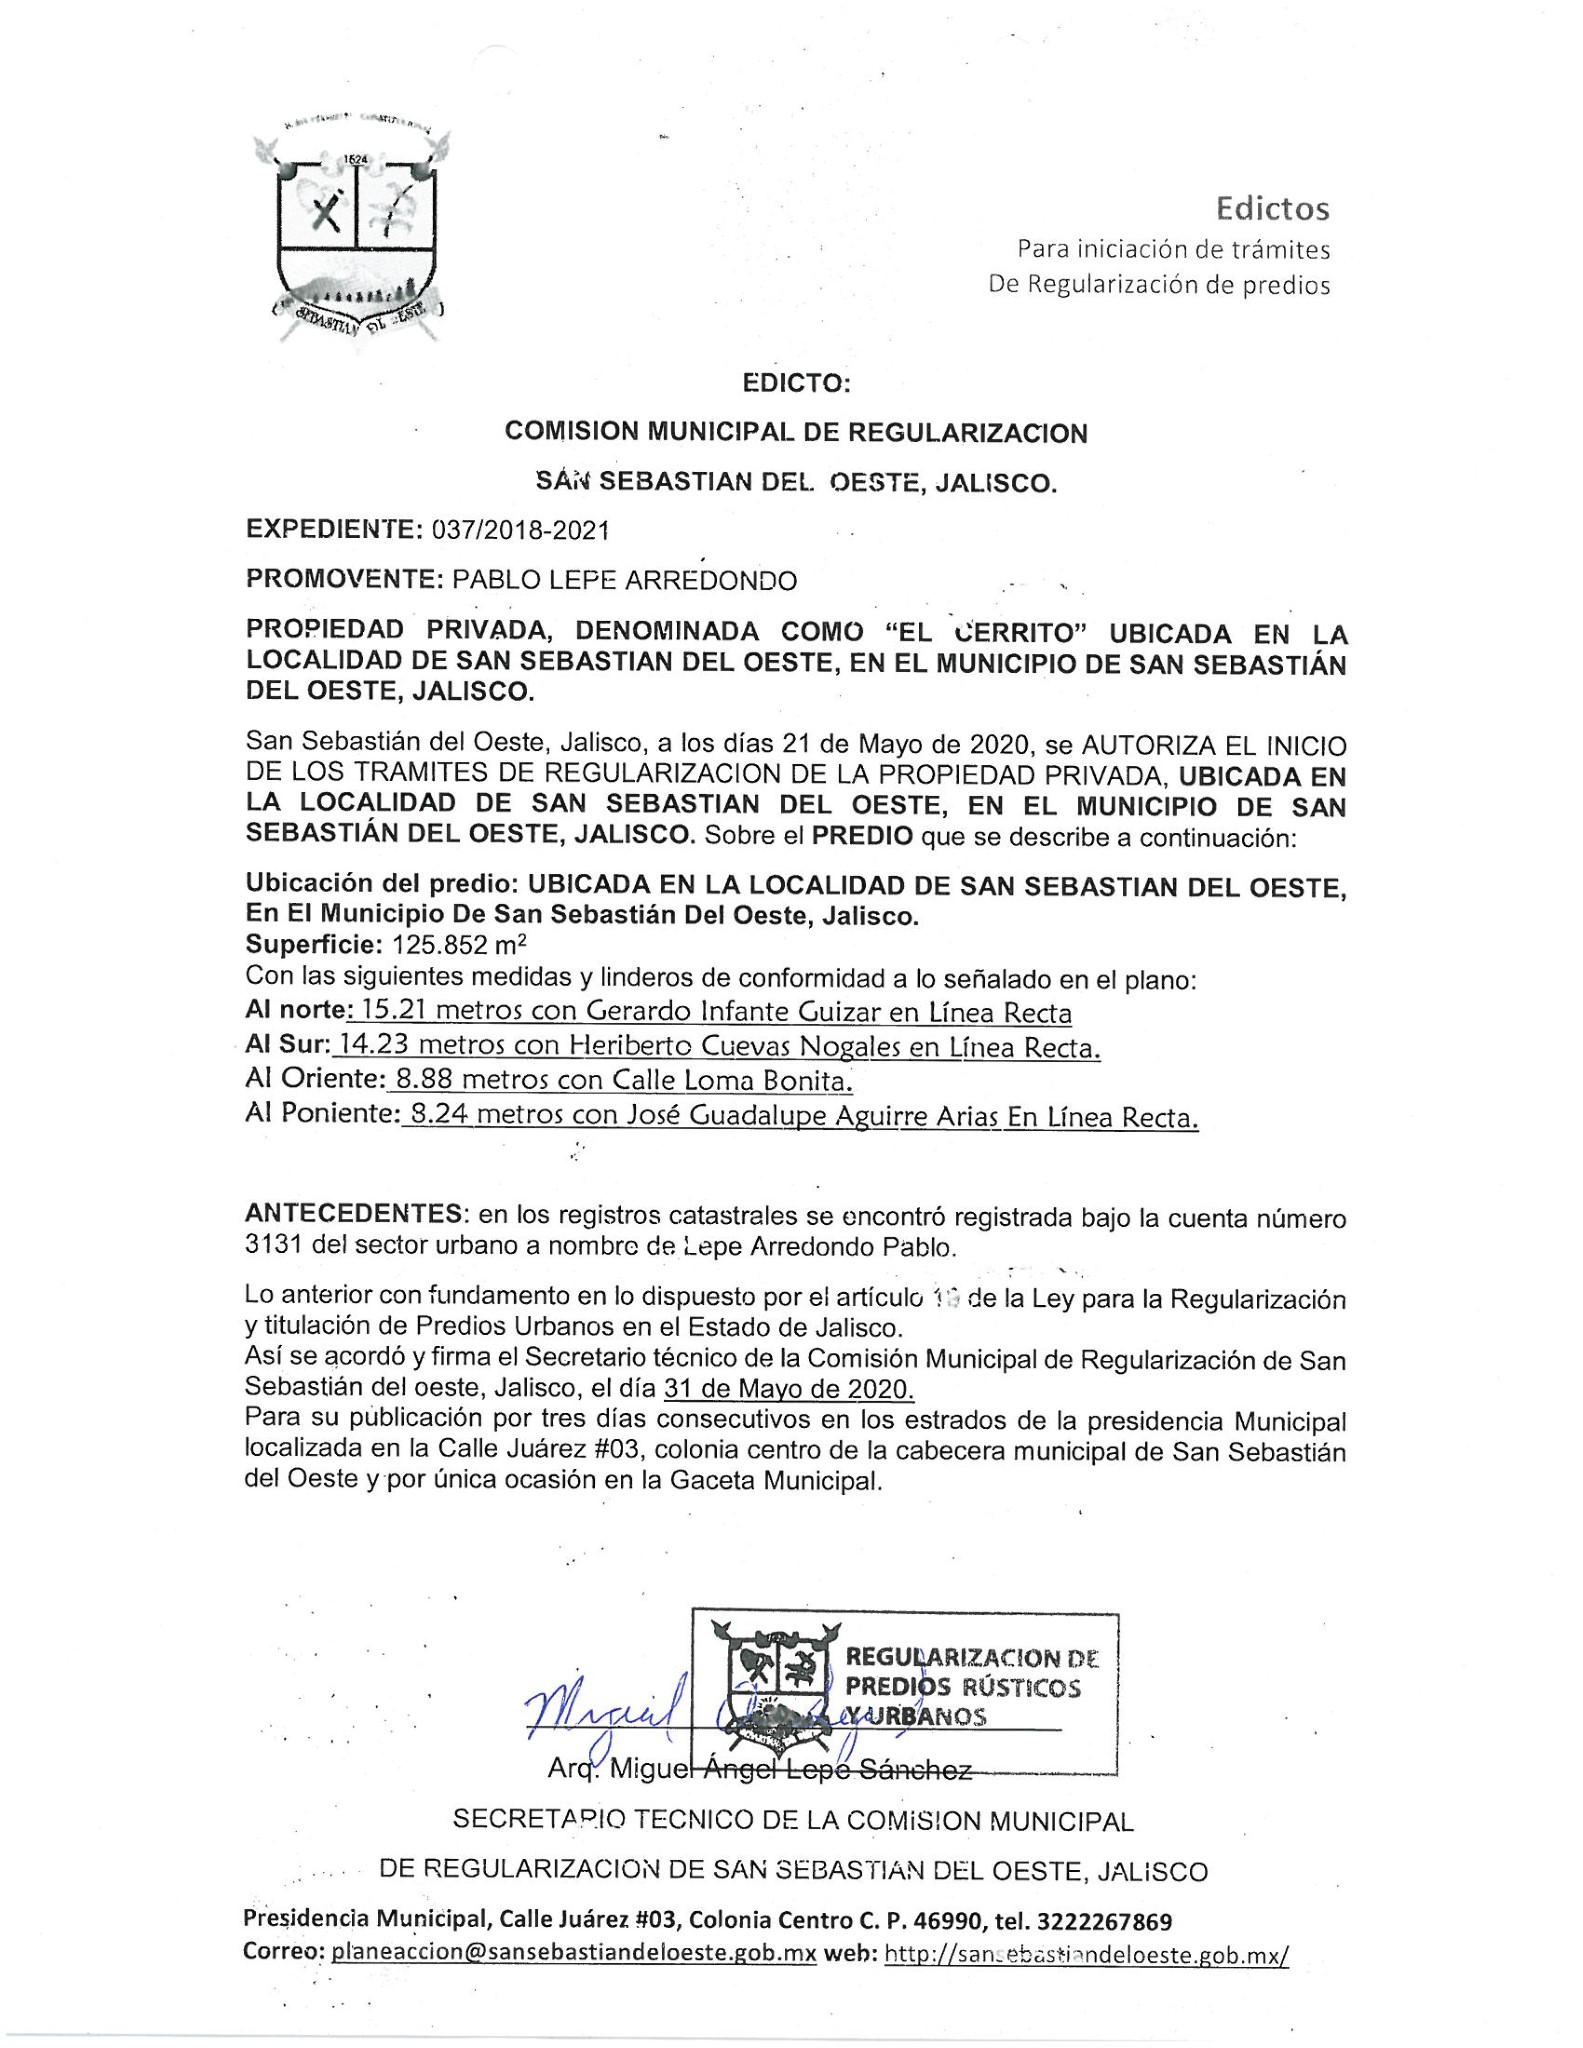 1624
SEBASTIAN DEL OESTE
Edictos
Para iniciación de trámites
De Regularización de predios
EDICTO:
COMISION MUNICIPAL DE REGULARIZACION
SAN SEBASTIAN DEL OESTE, JALISCO.
EXPEDIENTE: 037/2018-2021
PROMOVENTE: PABLO LEPE ARREDONDO
PROPIEDAD PRIVADA, DENOMINADA COMO “EL CERRITO” UBICADA EN LA
LOCALIDAD DE SAN SEBASTIAN DEL OESTE, EN EL MUNICIPIO DE SAN SEBASTIÁN
DEL OESTE, JALISCO.
San Sebastián del Oeste, Jalisco, a los días 21 de Mayo de 2020, se AUTORIZA EL INICIO
DE LOS TRAMITES DE REGULARIZACION DE LA PROPIEDAD PRIVADA, UBICADA EN
LA LOCALIDAD DE SAN SEBASTIAN DEL OESTE, EN EL MUNICIPIO DE SAN
SEBASTIÁN DEL OESTE, JALISCO. Sobre el PREDIO que se describe a continuación:
Ubicación del predio: UBICADA EN LA LOCALIDAD DE SAN SEBASTIAN DEL OESTE,
En El Municipio De San Sebastián Del Oeste, Jalisco.
Superficie: 125.852 m²
Con las siguientes medidas y linderos de conformidad a lo señalado en el plano:
Al norte: 15.21 metros con Gerardo Infante Guizar en Línea Recta
Al Sur: 14.23 metros con Heriberto Cuevas Nogales en Línea Recta.
Al Oriente: 8.88 metros con Calle Loma Bonita.
Al Poniente: 8.24 metros con José Guadalupe Aguirre Arias En Línea Recta.
ANTECEDENTES: en los registros catastrales se encontró registrada bajo la cuenta número
3131 del sector urbano a nombre de Lepe Arredondo Pablo.
Lo anterior con fundamento en lo dispuesto por el artículo de la Ley para la Regularización
y titulación de Predios Urbanos en el Estado de Jalisco.
Así se acordó y firma el Secretario técnico de la Comisión Municipal de Regularización de San
Sebastián del oeste, Jalisco, el día 31 de Mayo de 2020.
Para su publicación por tres días consecutivos en los estrados de la presidencia Municipal
localizada en la Calle Juárez #03, colonia centro de la cabecera municipal de San Sebastián
del Oeste y por única ocasión en la Gaceta Municipal.
REGULARIZACION DE
PREDIOS RÚSTICOS
Y URBANOS
Miguel
Arq. Miguel Ángel Lepe Sánchez
SECRETARIO TECNICO DE LA COMISION MUNICIPAL
DE REGULARIZACION DE SAN SEBASTIAN DEL OESTE, JALISCO
Presidencia Municipal, Calle Juárez #03, Colonia Centro C. P. 46990, tel. 3222267869
Correo: planeaccion@sansebastiandeloeste.gob.mx web: http://sansebastiandeloeste.gob.mx/